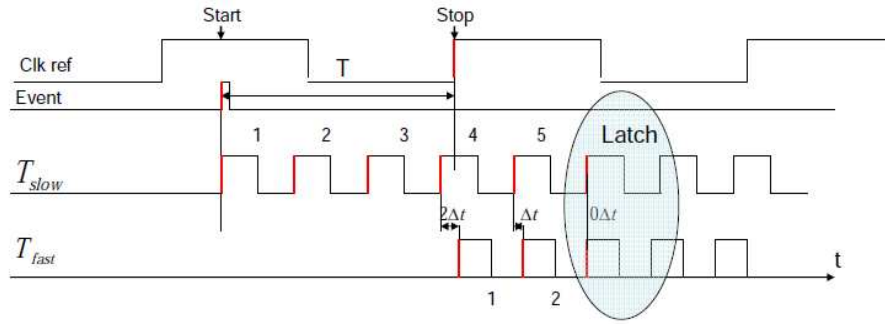 Start Stop
Clk ref
T
Event
1 2 3 4 5 Latch
T_slow
2Δt Δt 0Δt
T_fast
t
1 2